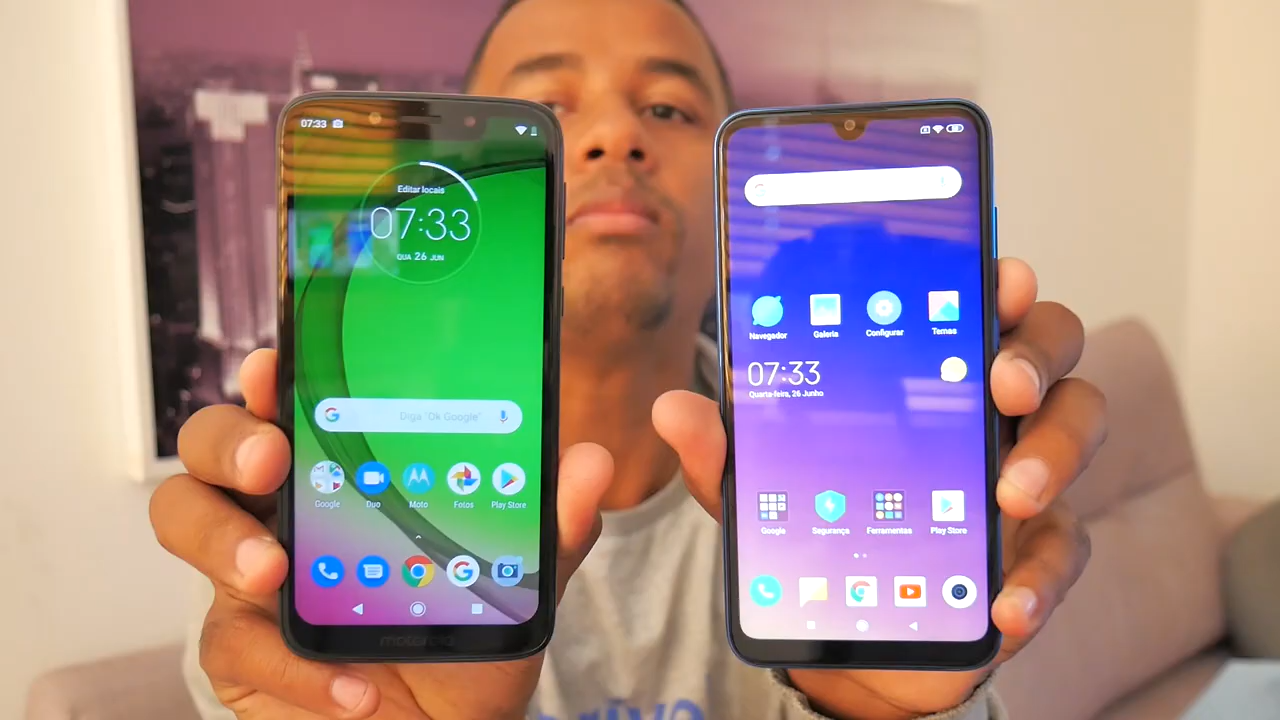 07:33
Editar locais
07:33
QUA 26 JUN
Diga "Ok Google"
Google
Duo
Moto
Fotos
Play Store
motorola
Navegador
Galeria
Configurar
Temas
07:33
Quarta-feira, 26 Junho
Google
Segurança
Ferramentas
Play Store